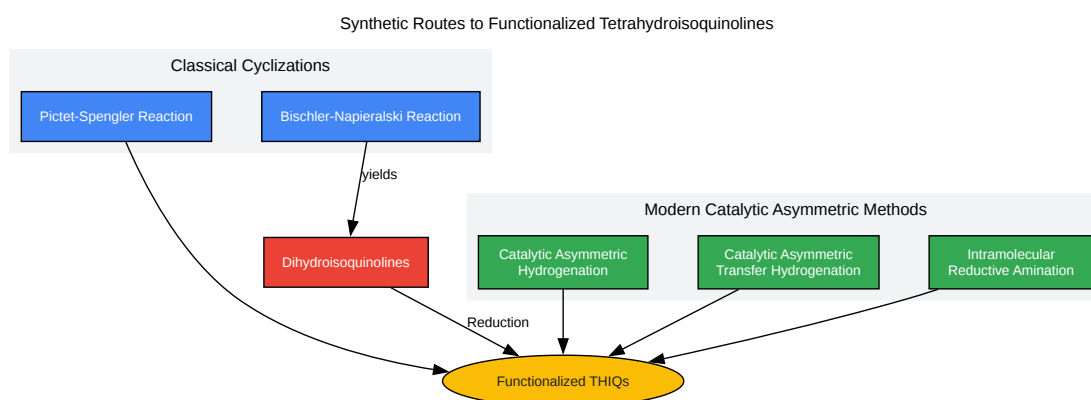 Synthetic Routes to Functionalized Tetrahydroisoquinolines
Classical Cyclizations
Pictet-Spengler Reaction
Bischler-Napieralski Reaction
yields
Modern Catalytic Asymmetric Methods
Dihydroisoquinolines
Catalytic Asymmetric
Hydrogenation
Catalytic Asymmetric
Transfer Hydrogenation
Intramolecular
Reductive Amination
Reduction
Functionalized THIQs